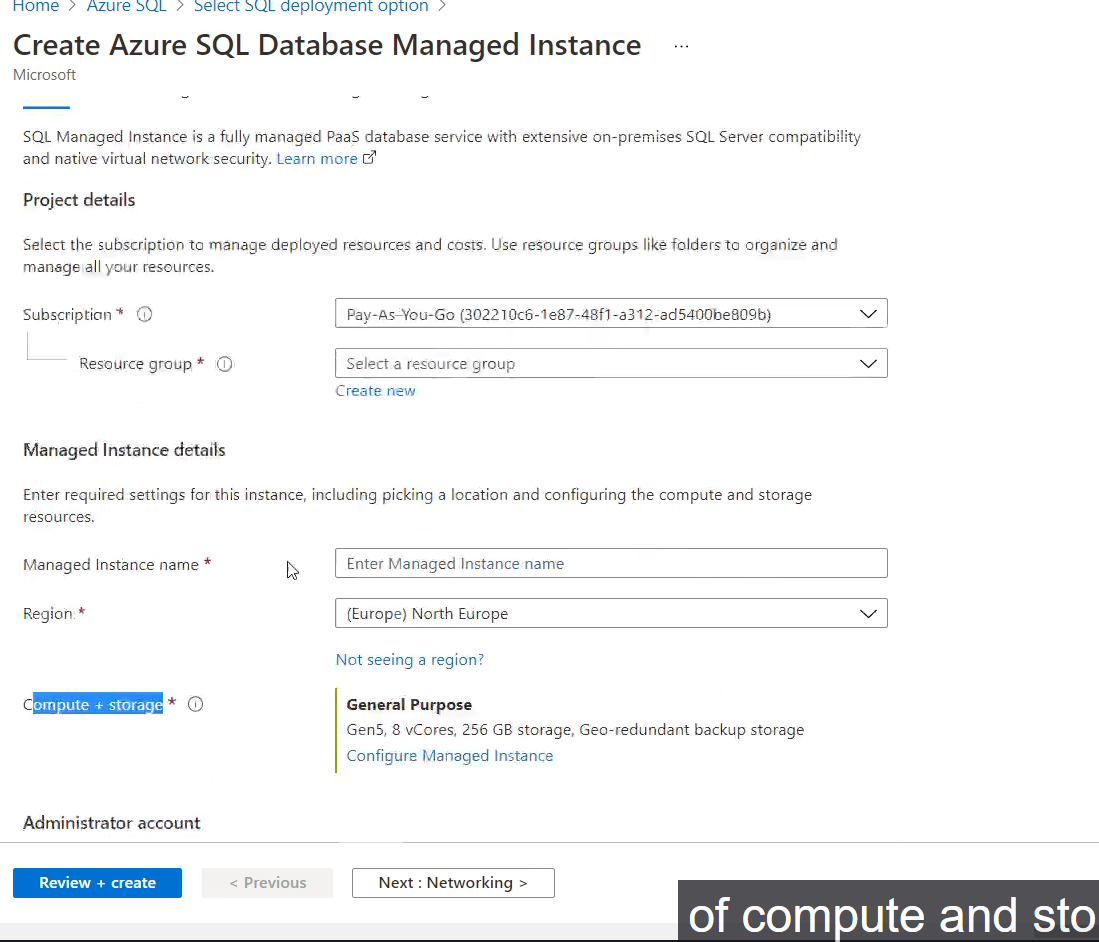 Home > Azure SQL > Select SQL deployment option >
Create Azure SQL Database Managed Instance ...
Microsoft
SQL Managed Instance is a fully managed PaaS database service with extensive on-premises SQL Server compatibility
and native virtual network security. Learn more
Project details
Select the subscription to manage deployed resources and costs. Use resource groups like folders to organize and
manage all your resources.
Subscription *
Pay-As-You-Go (302210c6-1e87-48f1-a312-ad5400be809b)
Resource group *
Select a resource group
Create new
Managed Instance details
Enter required settings for this instance, including picking a location and configuring the compute and storage
resources.
Managed Instance name *
Enter Managed Instance name
Region *
(Europe) North Europe
Not seeing a region?
Compute + storage *
General Purpose
Gen5, 8 vCores, 256 GB storage, Geo-redundant backup storage
Configure Managed Instance
Administrator account
Review + create
< Previous
Next : Networking >
of compute and sto